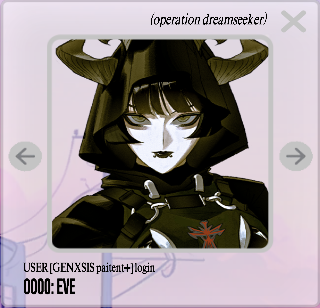 (operation dreamseeker)
USER [GENXSIS paitent+] login
0000: EVE